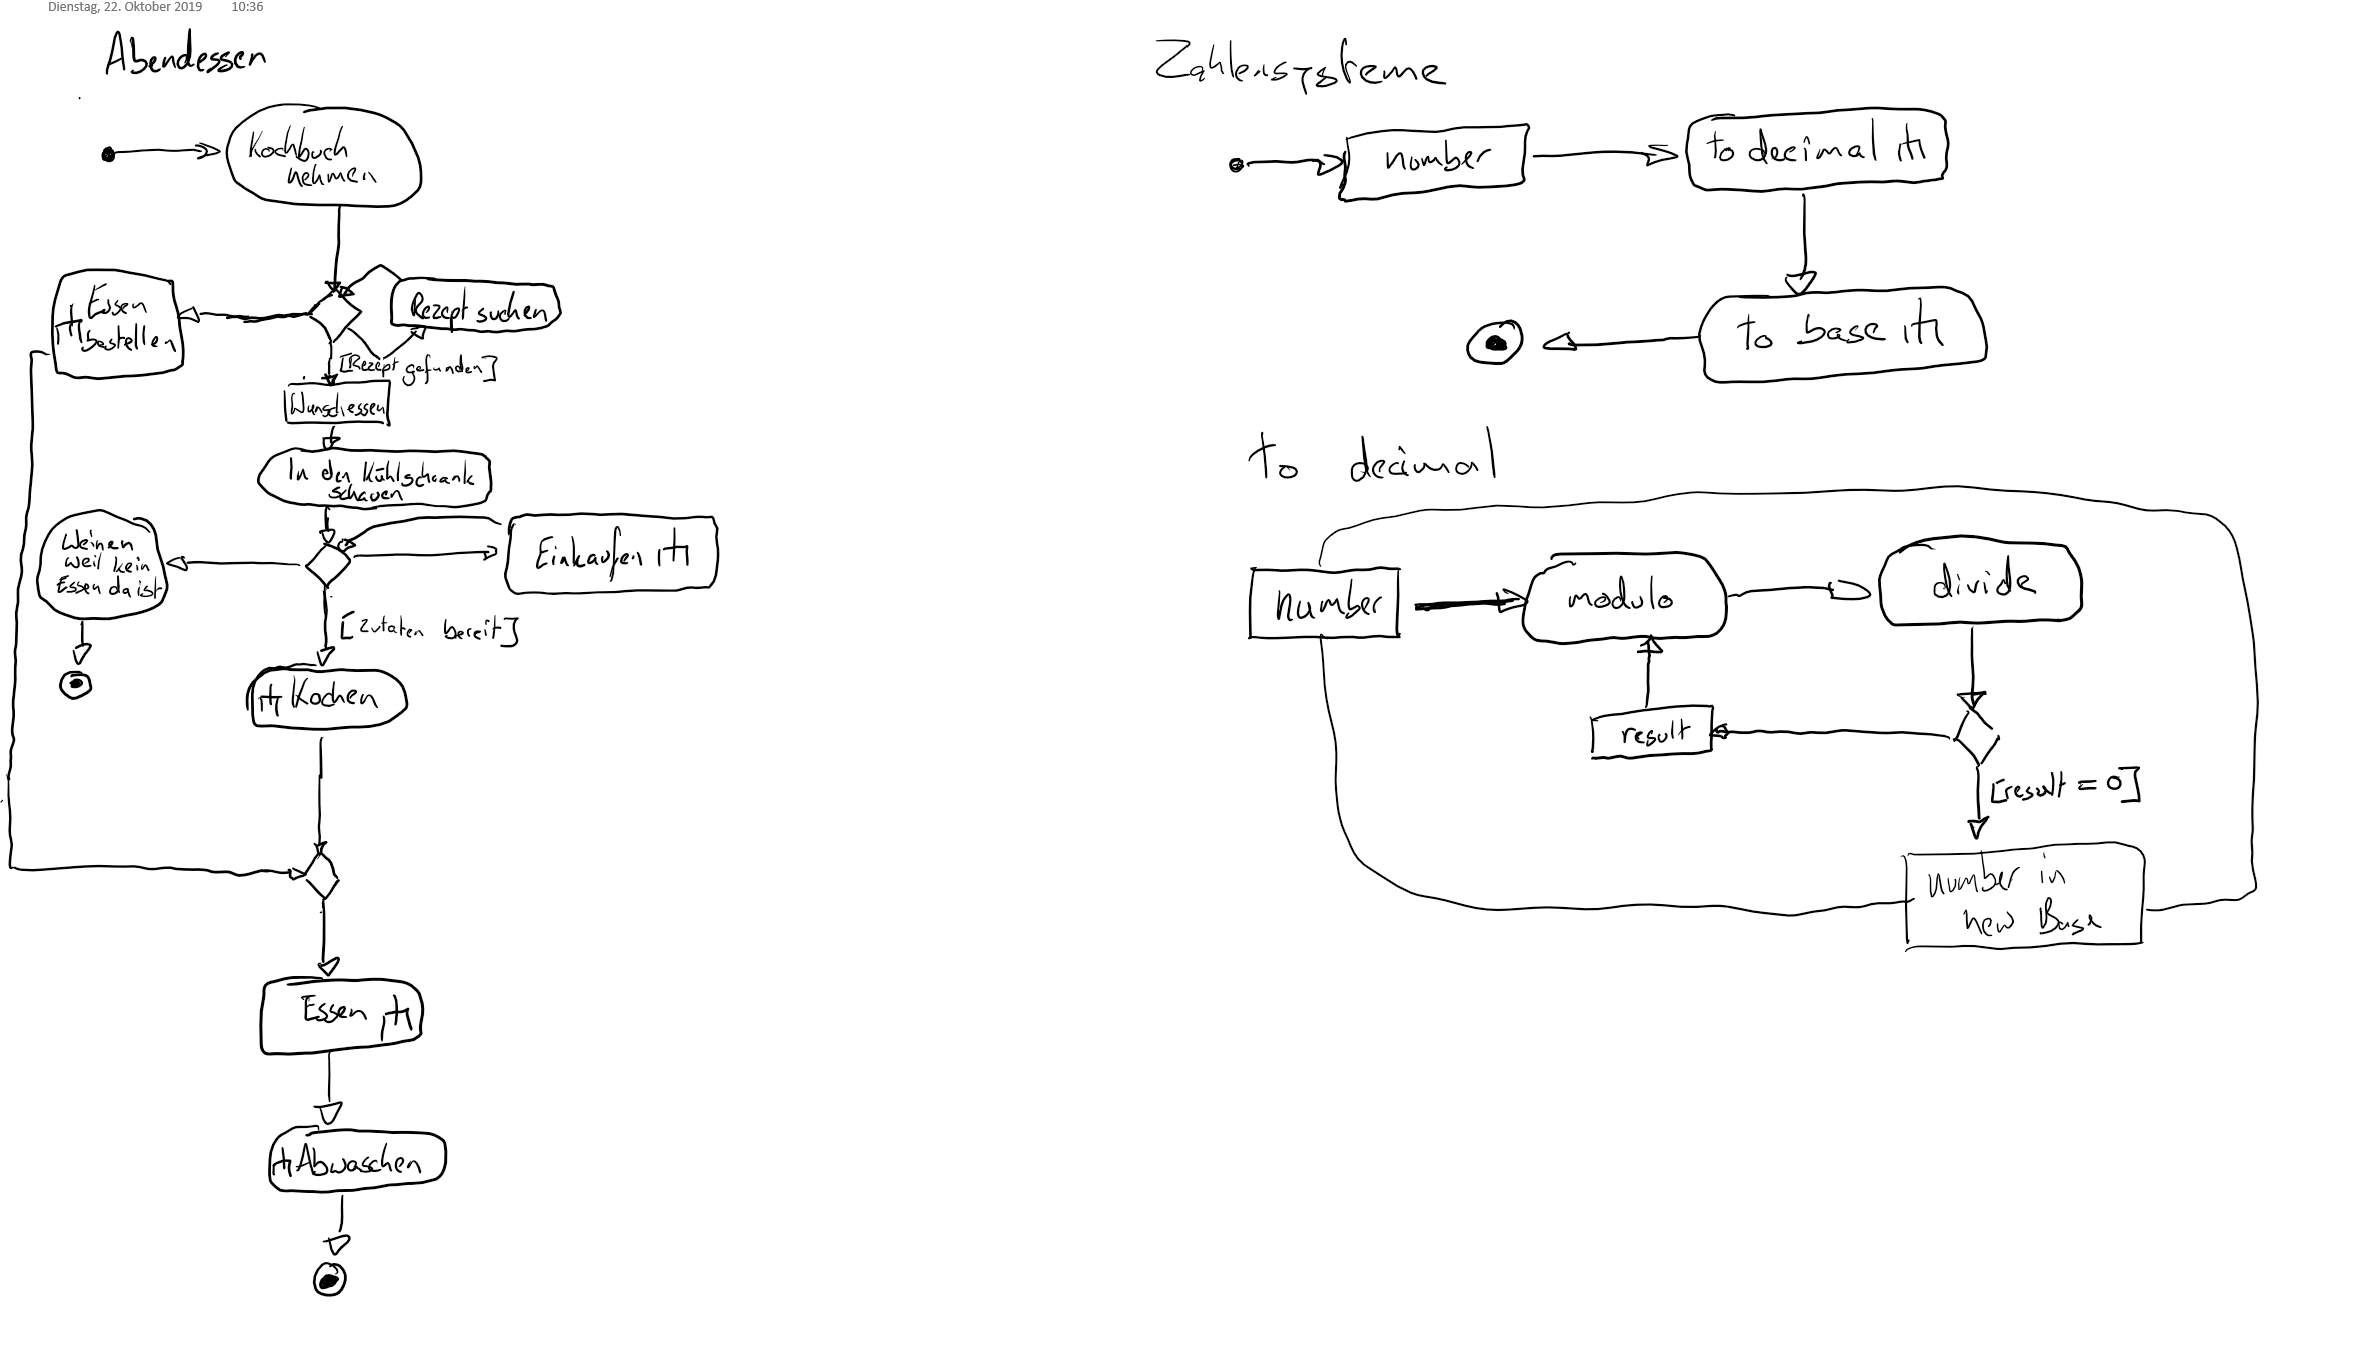 Dienstag, 22. Oktober 2019 10:36
Abendessen
Kochbuch
nehmen
Essen
bestellen
Rezept suchen
[Rezept gefunden]
Wunschessen
In den Kühlschrank
schauen
Weinen
weil kein
Essen da ist
Einkaufen
[Zutaten bereit]
Kochen
Essen
Abwaschen
Zahlensysteme
number
to decimal
to base
to decimal
number
modulo
divide
result
[result = 0]
number in
new Base